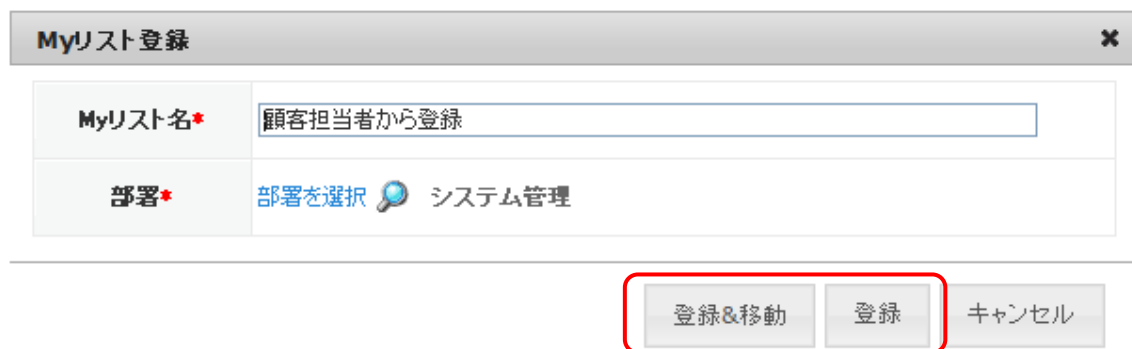 Myリスト登録
Myリスト名*
顧客担当者から登録
部署*
部署を選択 システム管理
登録&移動 登録 キャンセル